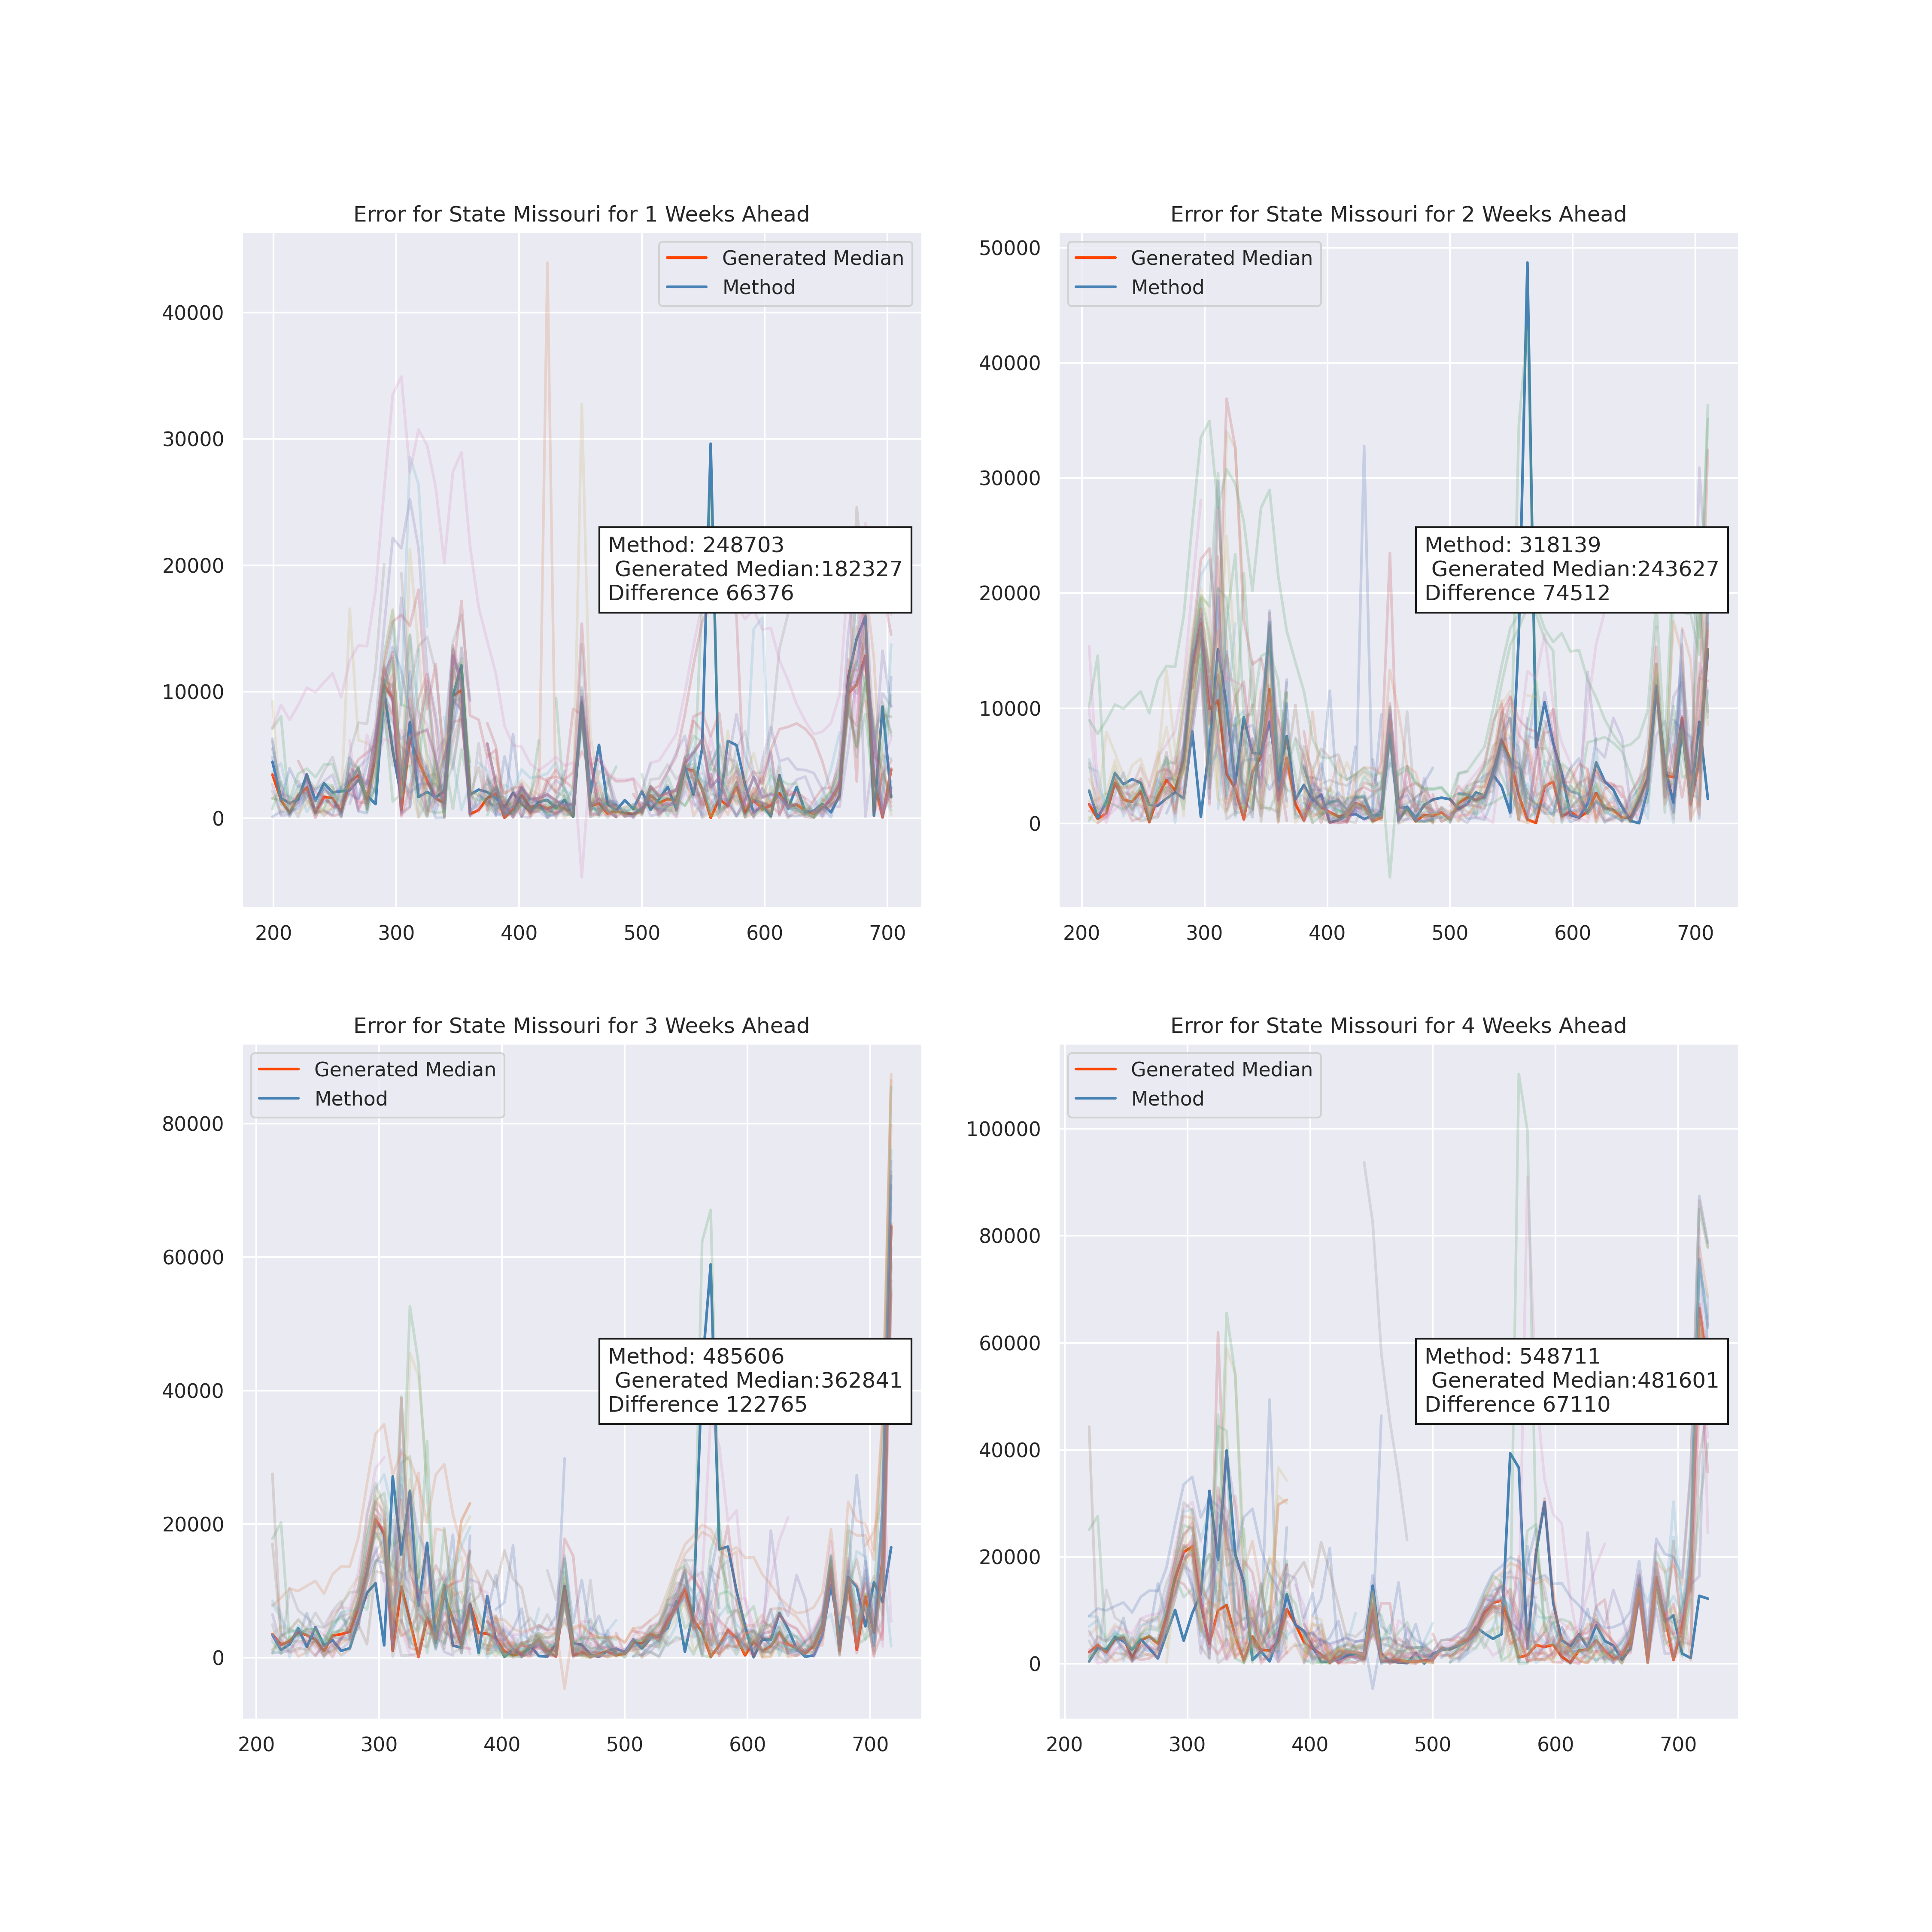 Error for State Missouri for 1 Weeks Ahead
Generated Median
Method
40000
30000
20000
10000
0
Method: 248703
Generated Median:182327
Difference 66376
200 300 400 500 600 700
Error for State Missouri for 2 Weeks Ahead
Generated Median
Method
50000
40000
30000
20000
10000
0
Method: 318139
Generated Median:243627
Difference 74512
200 300 400 500 600 700
Error for State Missouri for 3 Weeks Ahead
Generated Median
Method
80000
60000
40000
20000
0
Method: 485606
Generated Median:362841
Difference 122765
200 300 400 500 600 700
Error for State Missouri for 4 Weeks Ahead
Generated Median
Method
100000
80000
60000
40000
20000
0
Method: 548711
Generated Median:481601
Difference 67110
200 300 400 500 600 700